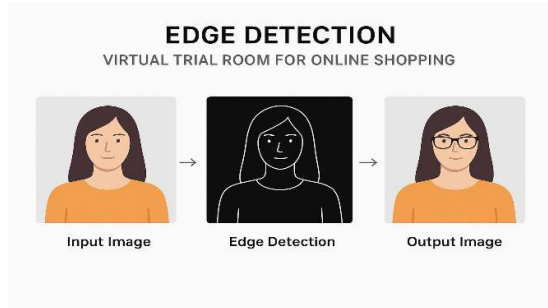 EDGE DETECTION
VIRTUAL TRIAL ROOM FOR ONLINE SHOPPING
Input Image
Edge Detection
Output Image